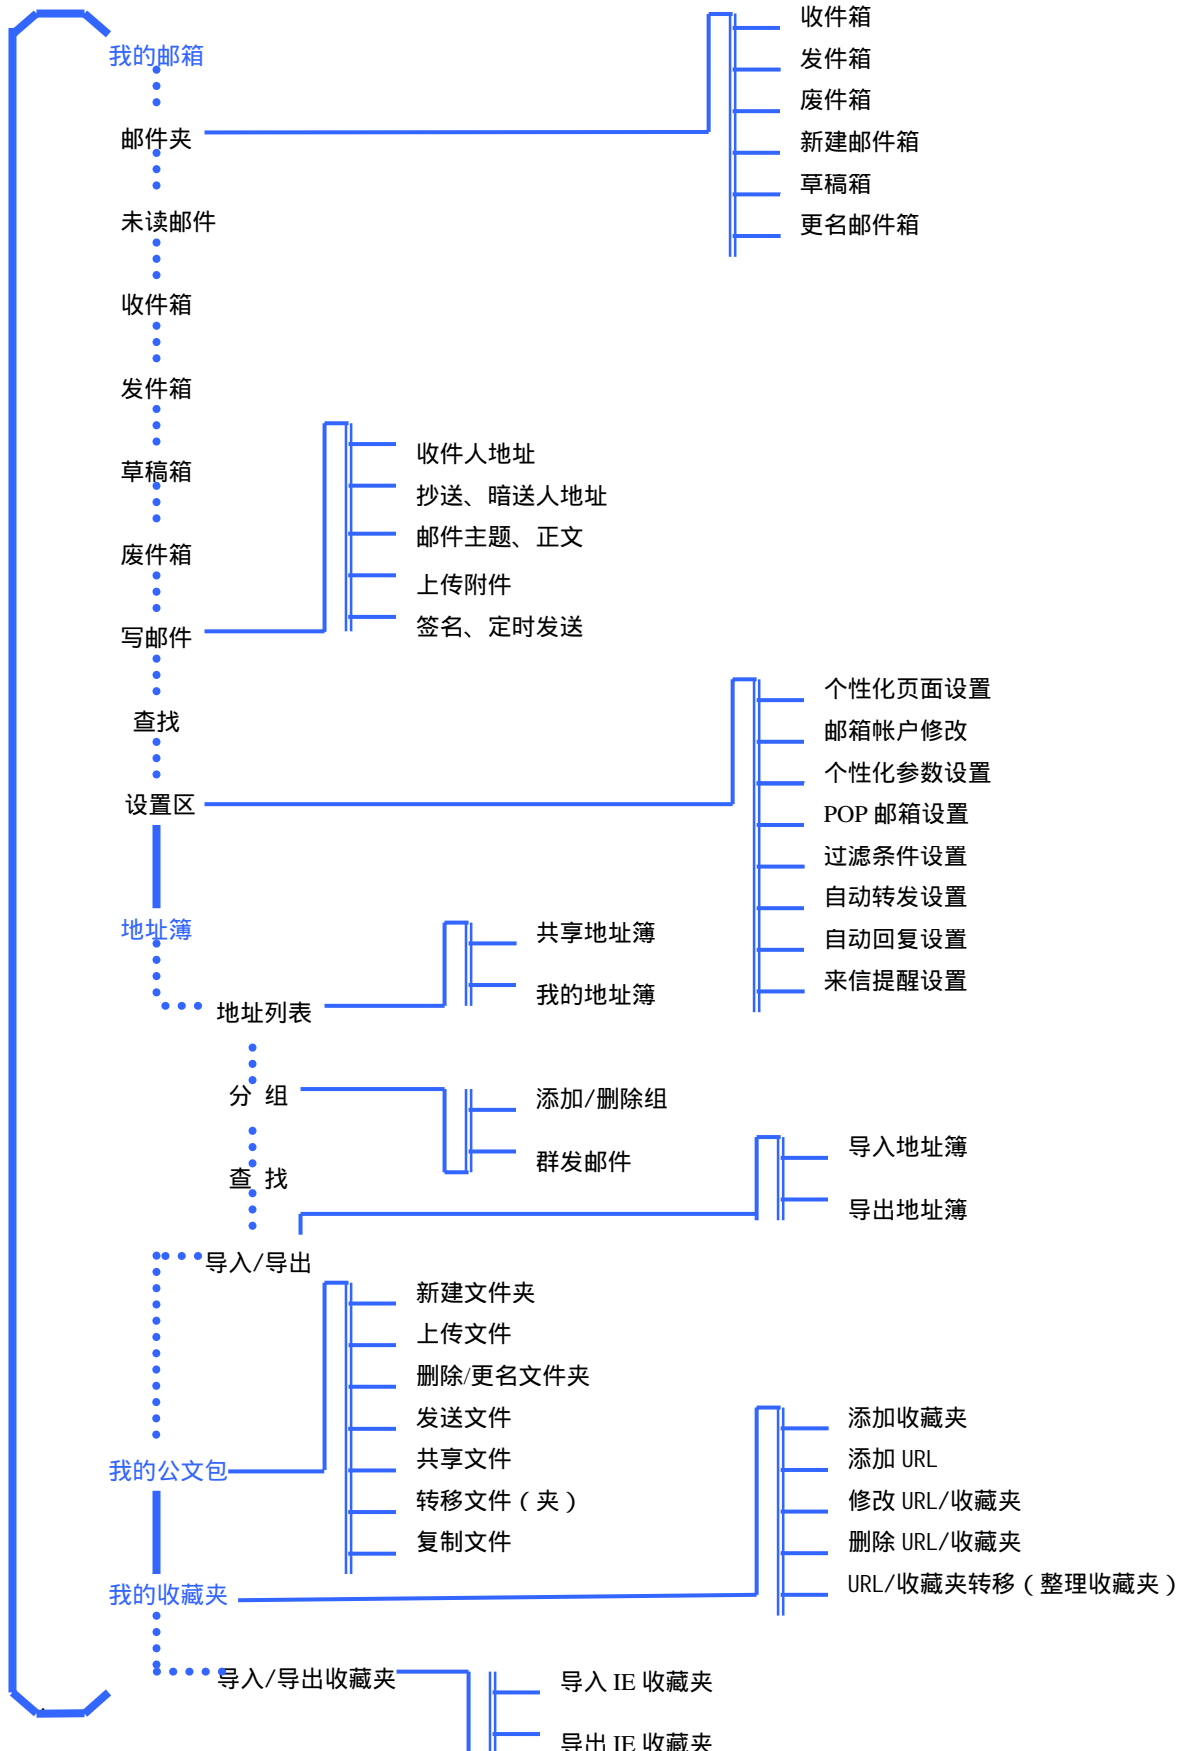 我的邮箱
邮件夹
收件箱
发件箱
废件箱
新建邮件箱
草稿箱
更名邮件箱
未读邮件
收件箱
发件箱
草稿箱
废件箱
写邮件
收件人地址
抄送、暗送人地址
邮件主题、正文
上传附件
签名、定时发送
查找
设置区
个性化页面设置
邮箱帐户修改
个性化参数设置
POP 邮箱设置
过滤条件设置
自动转发设置
自动回复设置
来信提醒设置
地址簿
地址列表
共享地址簿
我的地址簿
分 组
添加/删除组
群发邮件
查 找
导入/导出
导入地址簿
导出地址簿
我的公文包
新建文件夹
上传文件
删除/更名文件夹
发送文件
共享文件
转移文件（夹）
复制文件
我的收藏夹
添加收藏夹
添加 URL
修改 URL/收藏夹
删除 URL/收藏夹
URL/收藏夹转移（整理收藏夹）
导入/导出收藏夹
导入 IE 收藏夹
导出 IE 收藏夹